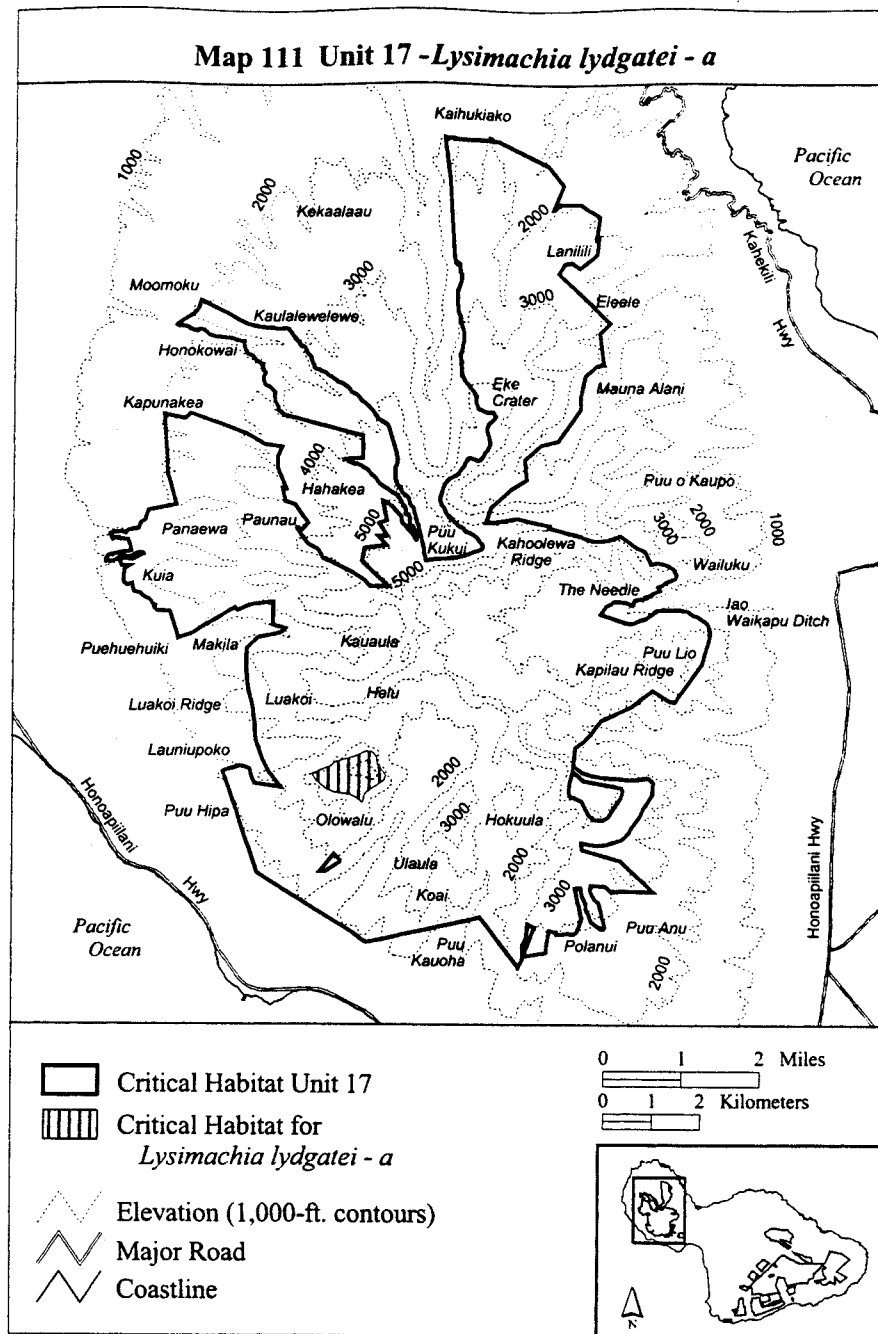 Map 111 Unit 17 -Lysimachia lydgatei - a
Kaihukiako
Pacific
Ocean
1000
2000
Kekaalaau
2000
Kahekili
Hwy
Lanilili
3000
Moomoku
3000
Eleele
Kaulalewelewe
Honokowai
Eke
Crater
Mauna Alani
Kapunakea
4000
Hahakea
Puu o Kaupo
3000
2000
1000
Panaewa
Paunau
5000
Puu
Kukui
Kahoolewa
Ridge
Wailuku
Kuia
5000
The Needle
Iao
Waikapu Ditch
Puehuehuiki
Makila
Kauaula
Puu Lio
Kapilau Ridge
Luakoi Ridge
Luakoi
Helu
Launiupoko
2000
Honoapiilani
Hwy
Puu Hipa
Olowalu
3000
Hokuula
Ulaula
2000
Koai
3000
Honoapiilani Hwy
Pacific
Ocean
Puu
Kauoha
Polanui
Puu Anu
2000
0 1 2 Miles
Critical Habitat Unit 17
0 1 2 Kilometers
Critical Habitat for
Lysimachia lydgatei - a
Elevation (1,000-ft. contours)
Major Road
Coastline
N